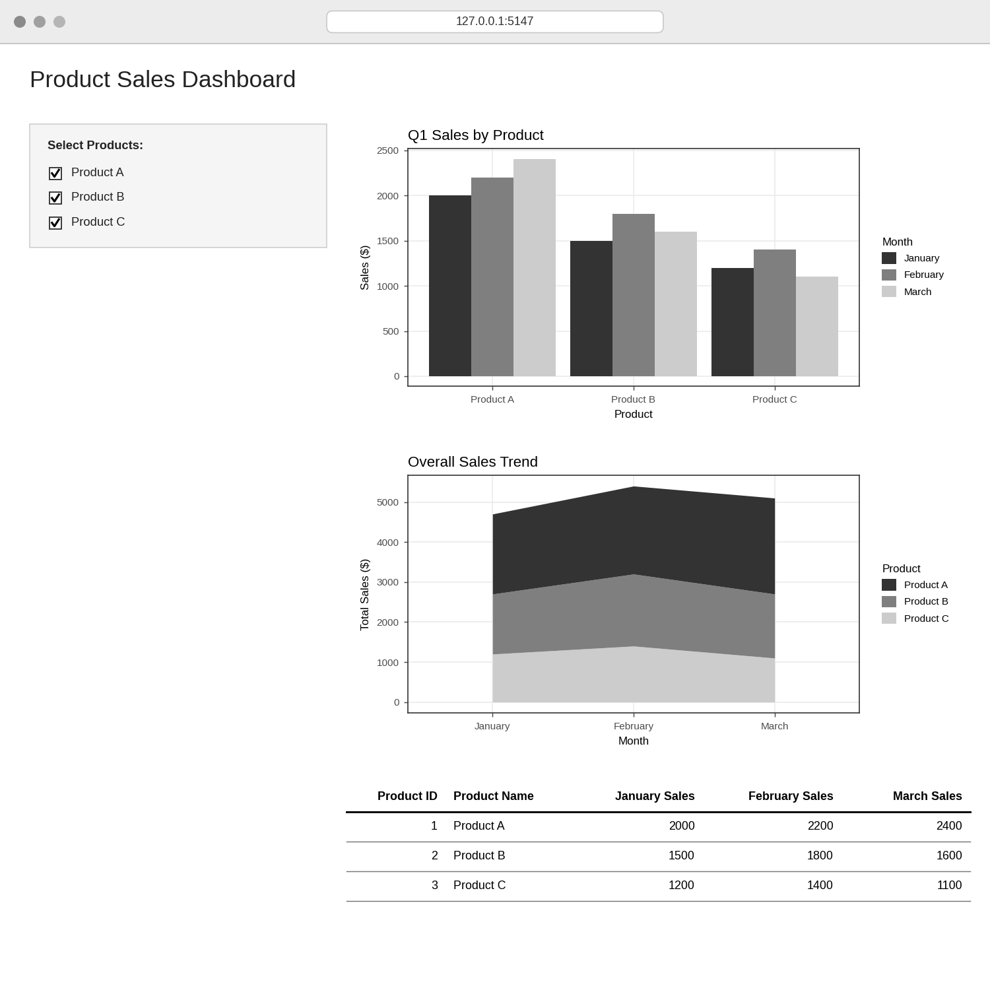 127.0.0.1:5147
Product Sales Dashboard
Select Products:
Product A
Product B
Product C
Q1 Sales by Product
2500
2000
1500
1000
500
0
Sales ($)
Product A Product B Product C
Product
Month
January
February
March
Overall Sales Trend
5000
4000
3000
2000
1000
0
Total Sales ($)
January February March
Month
Product
Product A
Product B
Product C
Product ID Product Name January Sales February Sales March Sales
1 Product A 2000 2200 2400
2 Product B 1500 1800 1600
3 Product C 1200 1400 1100